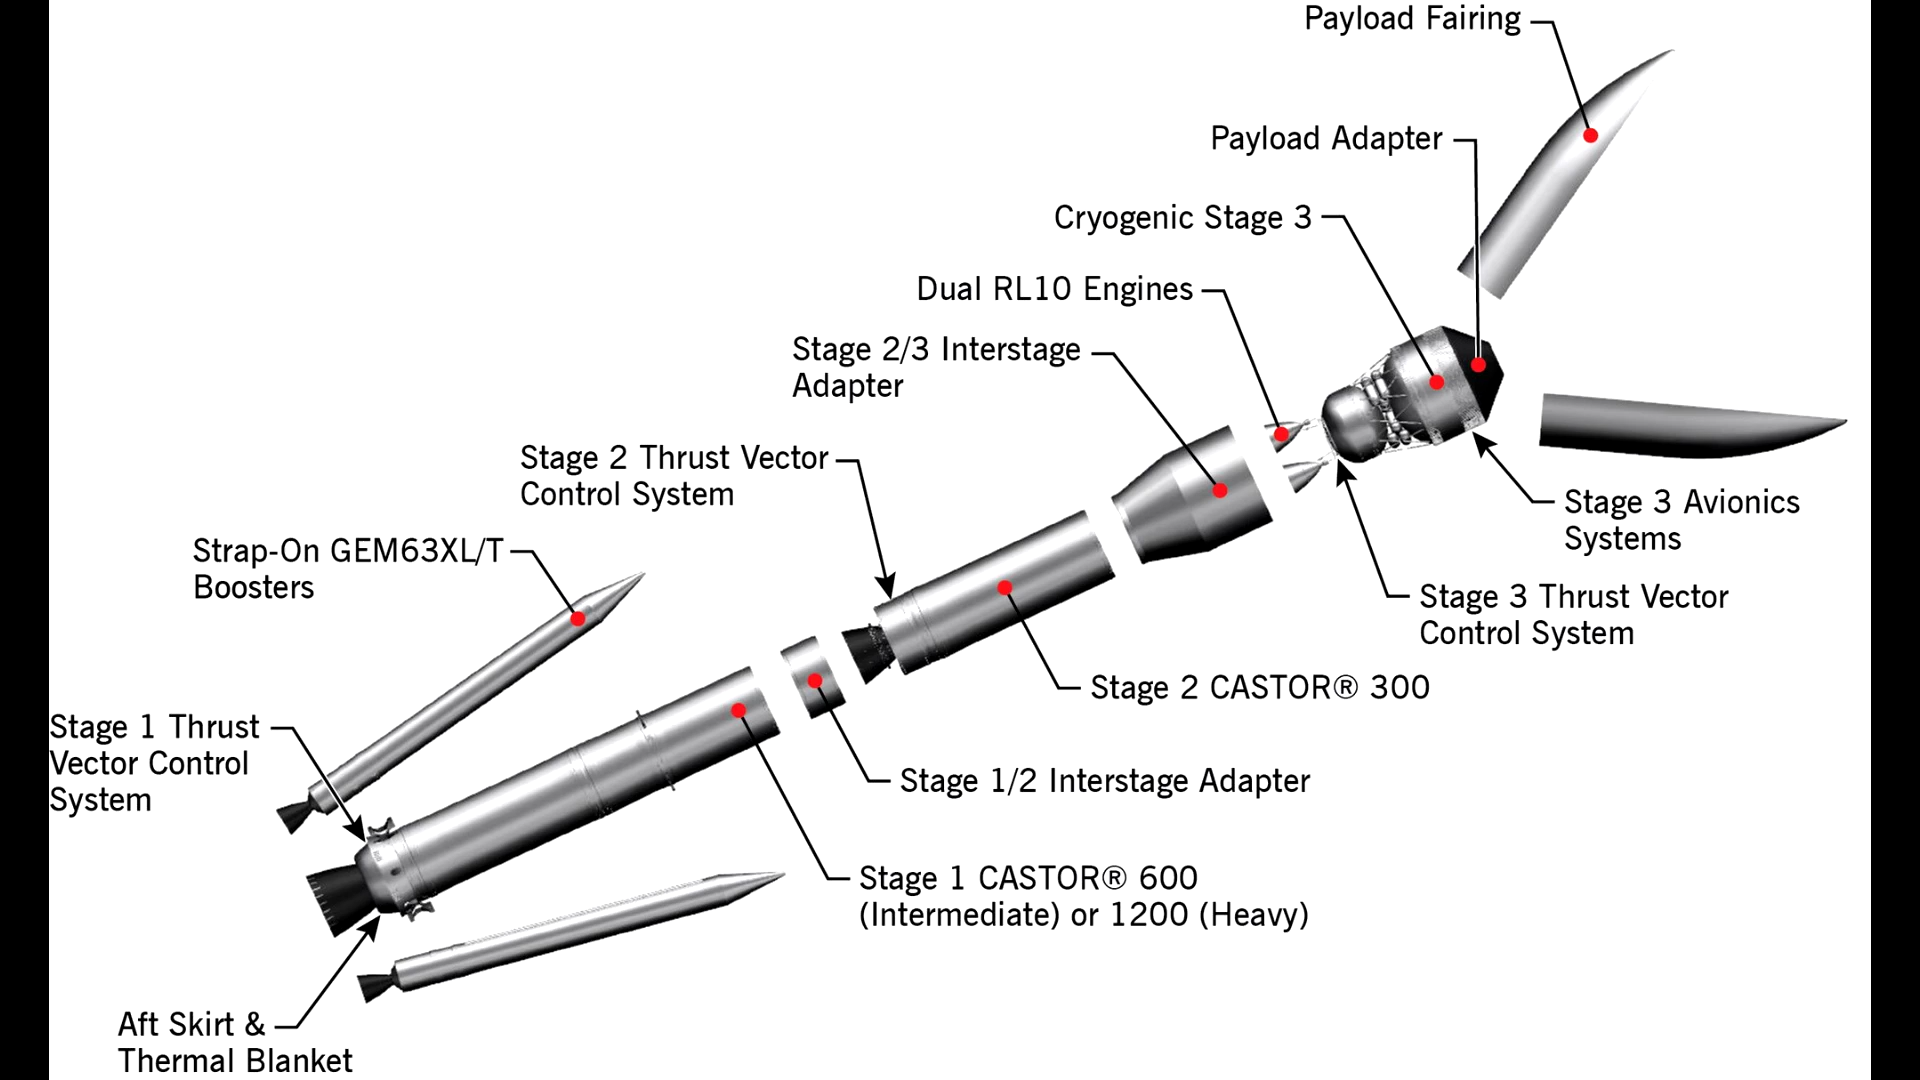 Payload Fairing
Payload Adapter
Cryogenic Stage 3
Dual RL10 Engines
Stage 2/3 Interstage
Adapter
Stage 2 Thrust Vector
Control System
Stage 3 Avionics
Systems
Strap-On GEM63XL/T
Boosters
Stage 3 Thrust Vector
Control System
Stage 2 CASTOR® 300
Stage 1 Thrust
Vector Control
System
Stage 1/2 Interstage Adapter
Stage 1 CASTOR® 600
(Intermediate) or 1200 (Heavy)
Aft Skirt &
Thermal Blanket